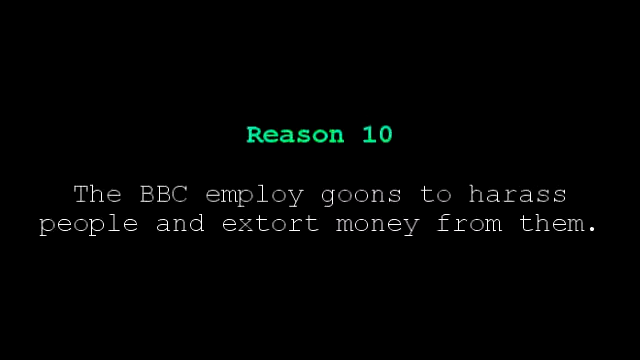 Reason 10
The BBC employ goons to harass
people and extort money from them.